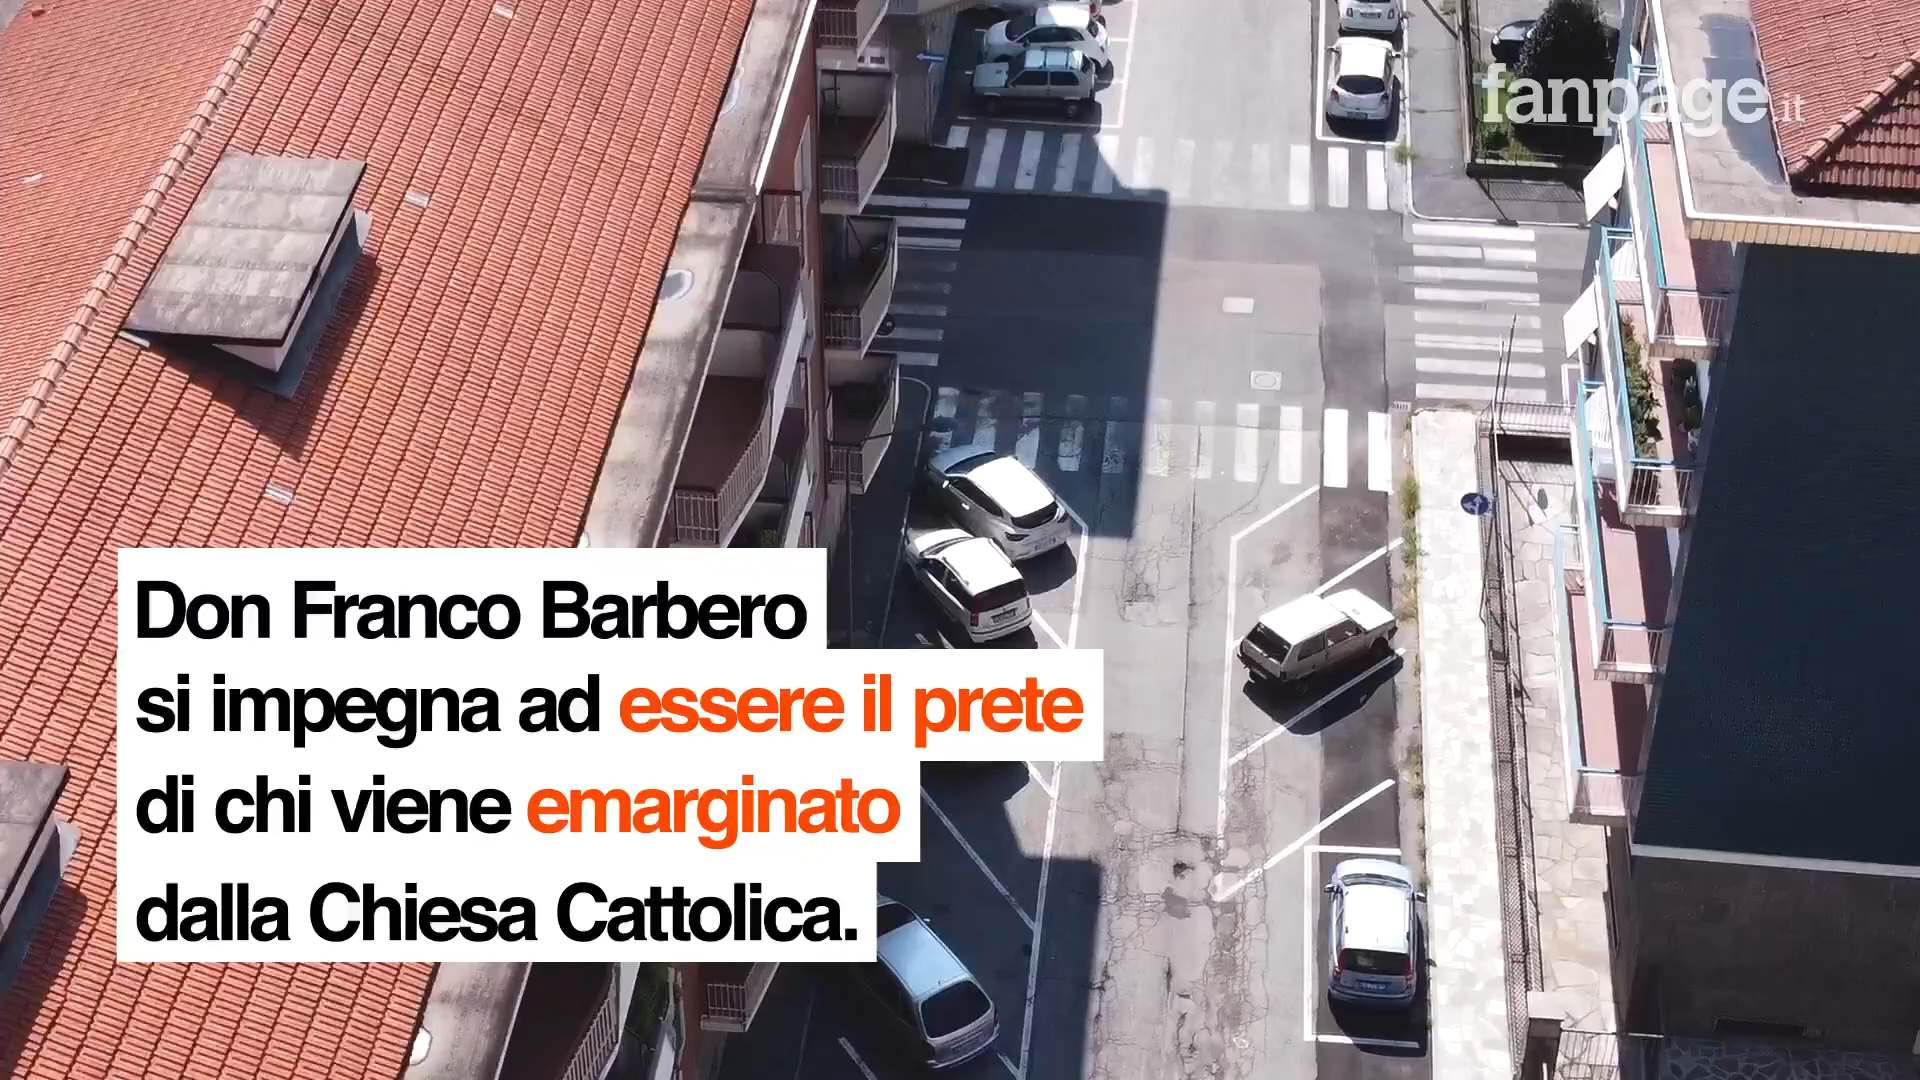 fanpage.it
Don Franco Barbero
si impegna ad essere il prete
di chi viene emarginato
dalla Chiesa Cattolica.